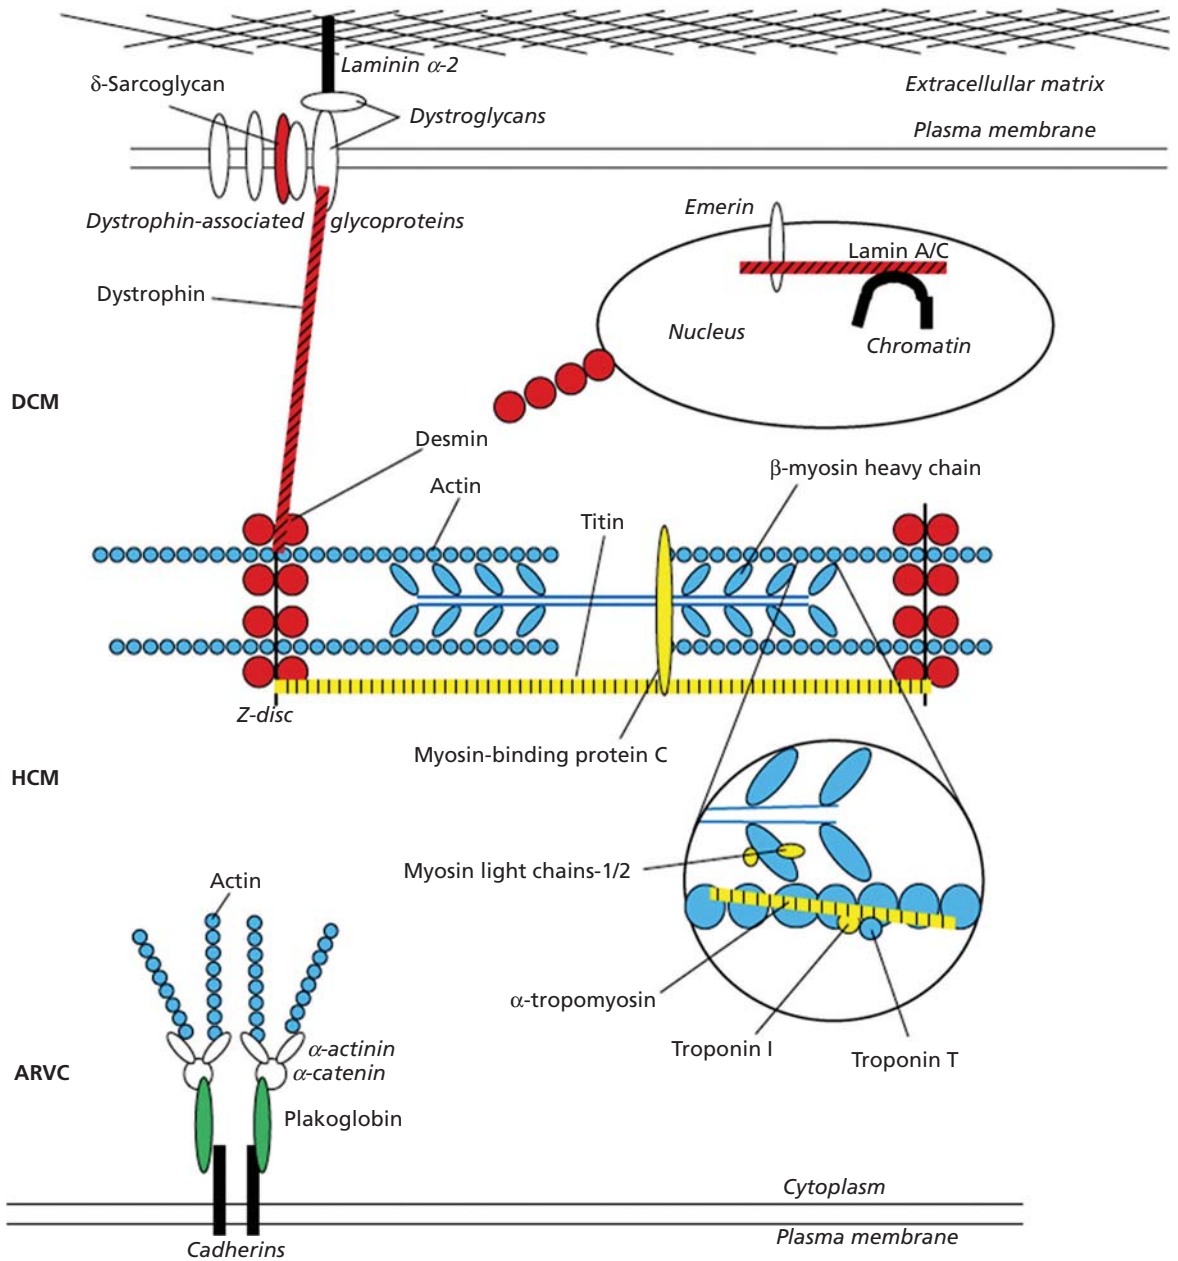 Laminin α-2
δ-Sarcoglycan
Extracellullar matrix
Dystroglycans
Plasma membrane
Dystrophin-associated glycoproteins
Emerin
Lamin A/C
Dystrophin
Nucleus
Chromatin
DCM
Desmin
β-myosin heavy chain
Actin
Titin
Z-disc
Myosin-binding protein C
HCM
Myosin light chains-1/2
Actin
α-tropomyosin
Troponin I
Troponin T
α-actinin
ARVC
α-catenin
Plakoglobin
Cytoplasm
Plasma membrane
Cadherins